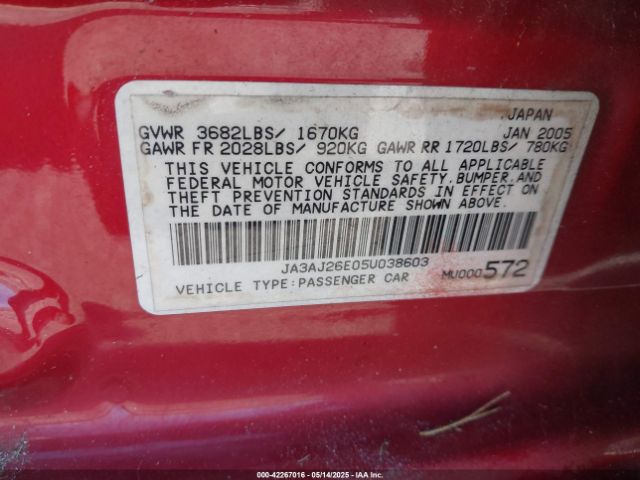 JAPAN
GVWR 3682LBS/ 1670KG JAN 2005
GAWR FR 2028LBS/ 920KG GAWR RR 1720LBS/ 780KG
THIS VEHICLE CONFORMS TO ALL APPLICABLE
FEDERAL MOTOR VEHICLE SAFETY, BUMPER, AND
THEFT PREVENTION STANDARDS IN EFFECT ON
THE DATE OF MANUFACTURE SHOWN ABOVE.
JA3AJ26E05U038603
VEHICLE TYPE:PASSENGER CAR MU000572
000-42267016 - 05/14/2025 - IAA Inc.